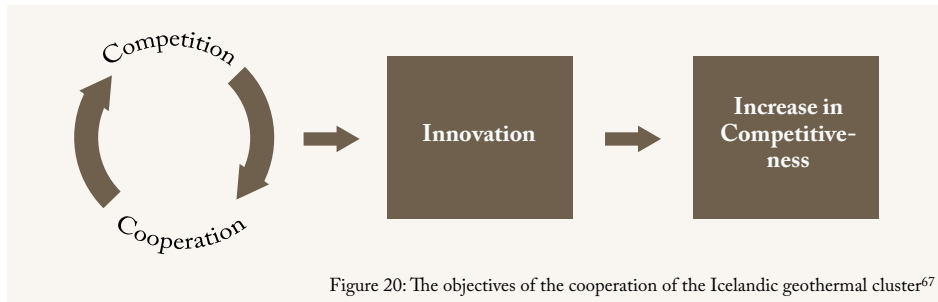 Competition
Cooperation
Innovation
Increase in
Competitive-
ness
Figure 20: The objectives of the cooperation of the Icelandic geothermal cluster67